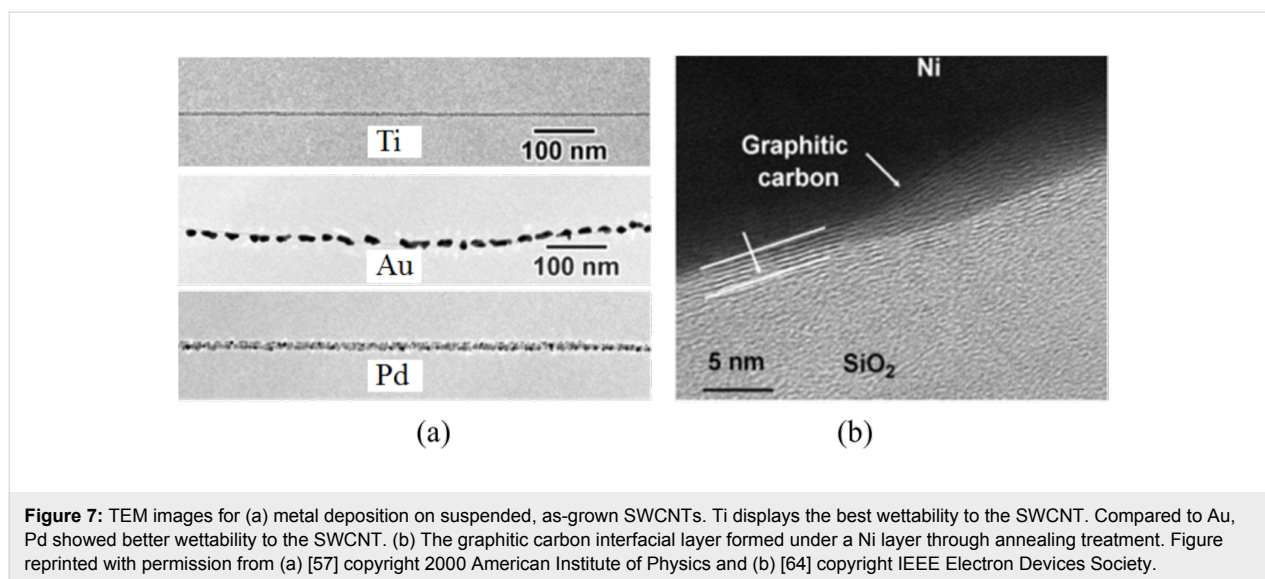 Ti
100 nm
Au
100 nm
Pd
(a)
Ni
Graphitic
carbon
5 nm
SiO₂
(b)
Figure 7: TEM images for (a) metal deposition on suspended, as-grown SWCNTs. Ti displays the best wettability to the SWCNT. Compared to Au,
Pd showed better wettability to the SWCNT. (b) The graphitic carbon interfacial layer formed under a Ni layer through annealing treatment. Figure
reprinted with permission from (a) [57] copyright 2000 American Institute of Physics and (b) [64] copyright IEEE Electron Devices Society.